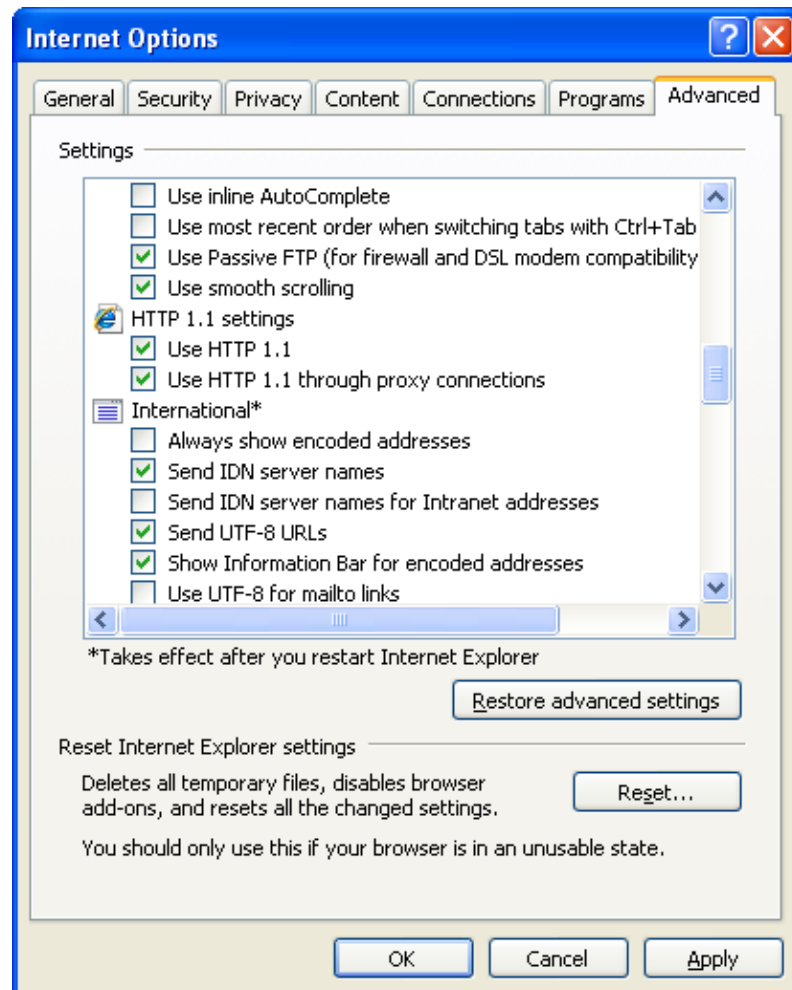 Internet Options
General Security Privacy Content Connections Programs Advanced
Settings
Use inline AutoComplete
Use most recent order when switching tabs with Ctrl+Tab
Use Passive FTP (for firewall and DSL modem compatibility
Use smooth scrolling
HTTP 1.1 settings
Use HTTP 1.1
Use HTTP 1.1 through proxy connections
International*
Always show encoded addresses
Send IDN server names
Send IDN server names for Intranet addresses
Send UTF-8 URLs
Show Information Bar for encoded addresses
Use UTF-8 for mailto links
*Takes effect after you restart Internet Explorer
Restore advanced settings
Reset Internet Explorer settings
Deletes all temporary files, disables browser
add-ons, and resets all the changed settings.
Reset...
You should only use this if your browser is in an unusable state.
OK Cancel Apply